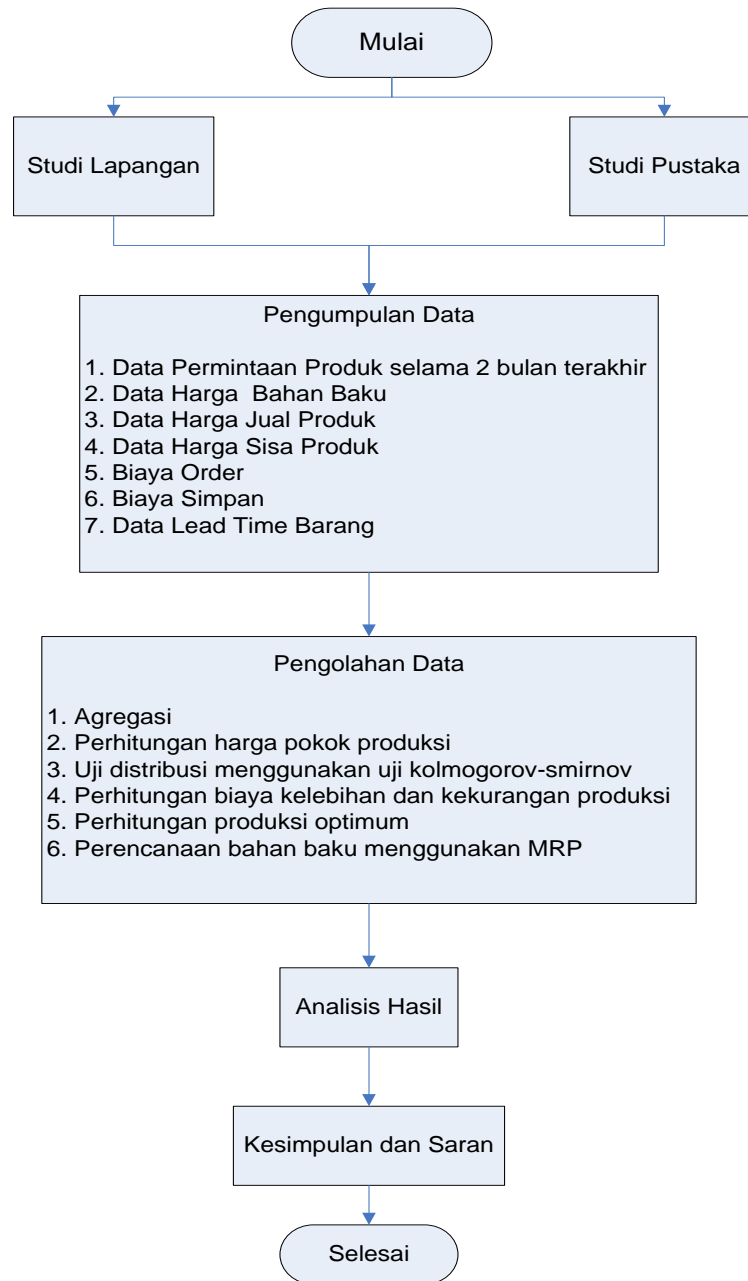 Mulai
Studi Lapangan
Studi Pustaka
Pengumpulan Data
1. Data Permintaan Produk selama 2 bulan terakhir
2. Data Harga  Bahan Baku
3. Data Harga Jual Produk
4. Data Harga Sisa Produk
5. Biaya Order
6. Biaya Simpan
7. Data Lead Time Barang
Pengolahan Data
1. Agregasi
2. Perhitungan harga pokok produksi
3. Uji distribusi menggunakan uji kolmogorov-smirnov
4. Perhitungan biaya kelebihan dan kekurangan produksi
5. Perhitungan produksi optimum
6. Perencanaan bahan baku menggunakan MRP
Analisis Hasil
Kesimpulan dan Saran
Selesai